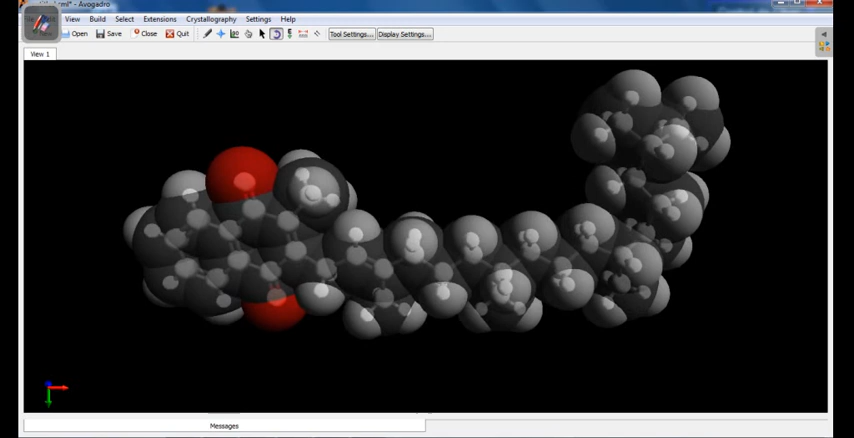 Avogadro
View Build Select Extensions Crystallography Settings Help
Open Save Close Quit Tool Settings... Display Settings...
View 1
Messages